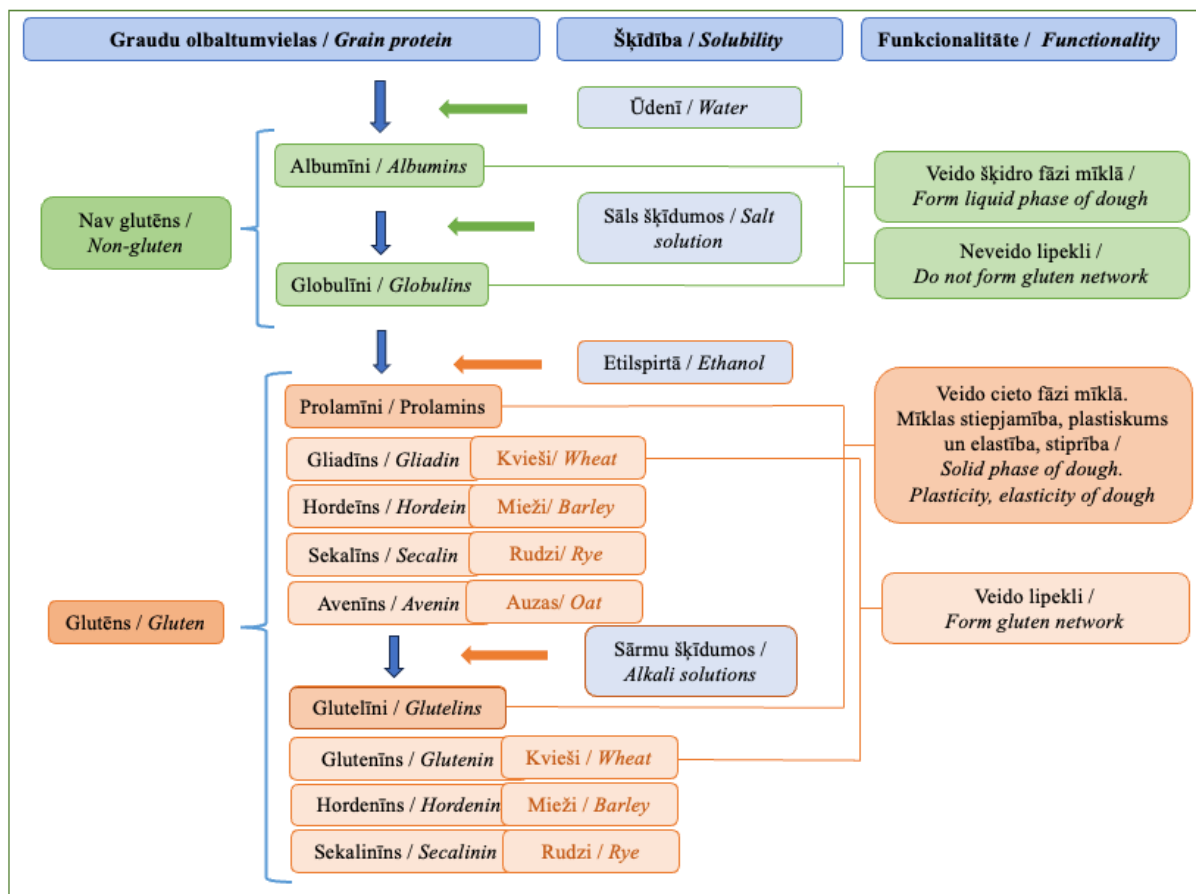 Graudu olbaltumvielas / Grain protein
Šķīdība / Solubility
Funkcionalitāte / Functionality
Ūdenī / Water
Albumīni / Albumins
Veido šķidro fāzi mīklā /
Form liquid phase of dough
Nav glutēns /
Non-gluten
Sāls šķīdumos / Salt
solution
Neveido lipekli /
Do not form gluten network
Globulīni / Globulins
Etilspirtā / Ethanol
Prolamīni / Prolamins
Veido cieto fāzi mīklā.
Mīklas stiepjamība, plastiskums
un elastība, stiprība /
Solid phase of dough.
Plasticity, elasticity of dough
Gliadīns / Gliadin
Kvieši/ Wheat
Hordeīns / Hordein
Mieži/ Barley
Sekalīns / Secalin
Rudzi/ Rye
Avenīns / Avenin
Auzas/ Oat
Veido lipekli /
Form gluten network
Glutēns / Gluten
Sārmu šķīdumos /
Alkali solutions
Glutelīni / Glutelins
Glutenīns / Glutenin
Kvieši / Wheat
Hordenīns / Hordenin
Mieži / Barley
Sekalinīns / Secalinin
Rudzi / Rye